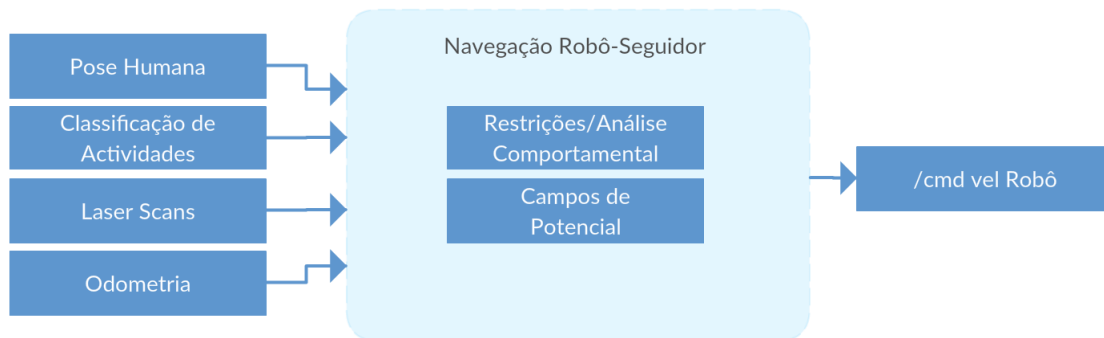 Pose Humana
Classificação de
Actividades
Laser Scans
Odometria
Navegação Robô-Seguidor
Restrições/Análise
Comportamental
Campos de
Potencial
/cmd vel Robô